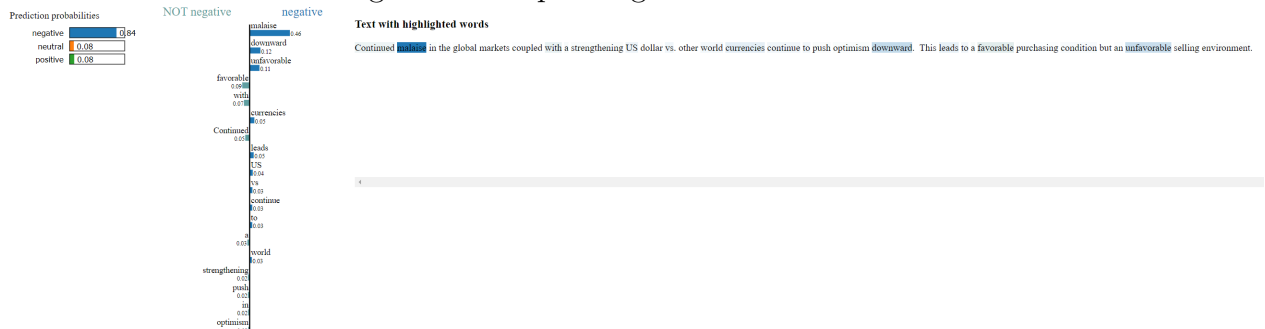 Prediction probabilities
negative 0.84
neutral 0.08
positive 0.08
NOT negative negative
malaise
0.46
downward
0.12
unfavorable
0.11
favorable
0.09
with
0.07
currencies
0.05
Continued
0.05
leads
0.05
US
0.04
vs
0.03
continue
0.03
to
0.03
a
0.03
world
0.03
strengthening
0.02
push
0.02
in
0.02
optimism
Text with highlighted words
Continued malaise in the global markets coupled with a strengthening US dollar vs. other world currencies continue to push optimism downward. This leads to a favorable purchasing condition but an unfavorable selling environment.